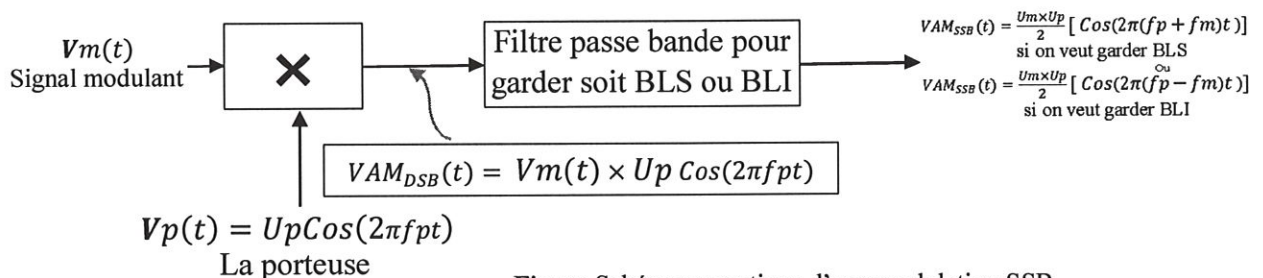 Vm(t)
Signal modulant
×
Filtre passe bande pour
garder soit BLS ou BLI
VAM_SSB(t) = Um×Up/2 [ Cos(2π(fp + fm)t )]
si on veut garder BLS
Ou
VAM_SSB(t) = Um×Up/2 [ Cos(2π(fp − fm)t )]
si on veut garder BLI
VAM_DSB(t) = Vm(t) × Up Cos(2πfpt)
Vp(t) = UpCos(2πfpt)
La porteuse